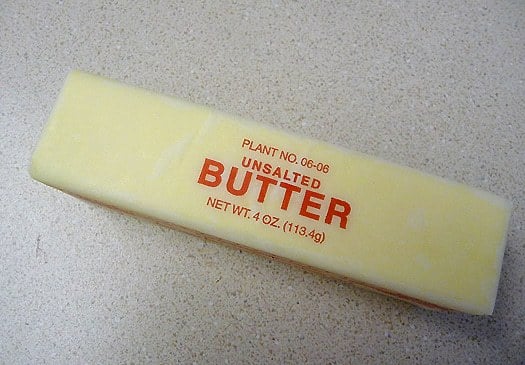 PLANT NO. 06-06
UNSALTED
BUTTER
NET WT. 4 OZ. (113.4g)